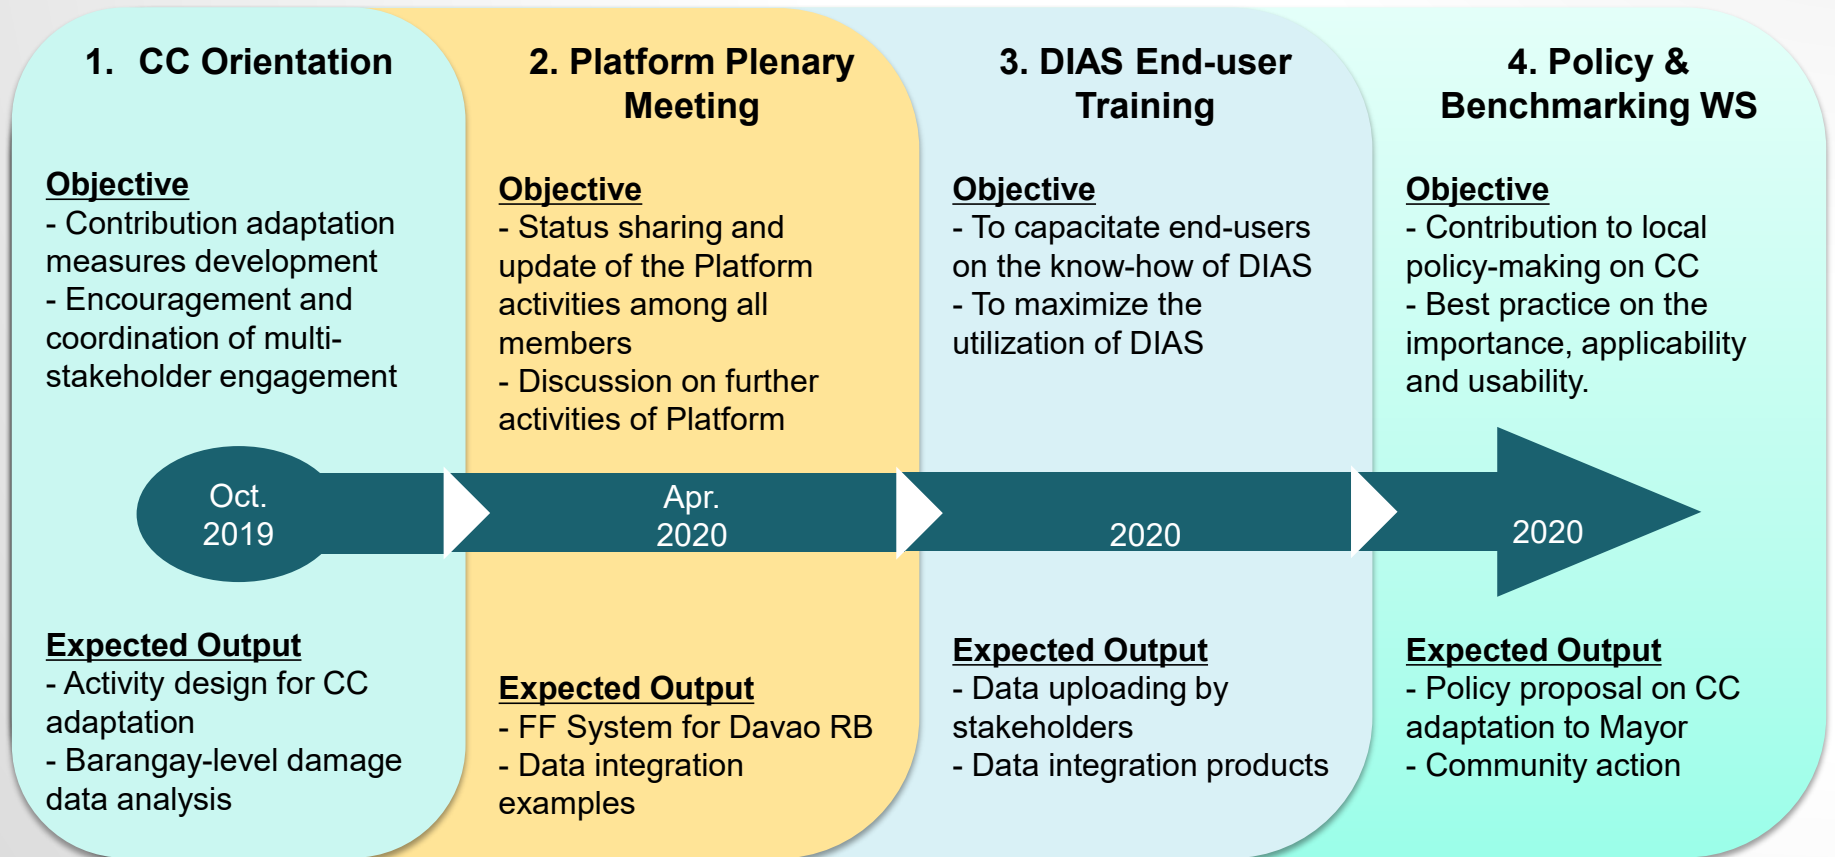 1. CC Orientation
Objective
- Contribution adaptation
measures development
- Encouragement and
coordination of multi-
stakeholder engagement
Oct.
2019
Expected Output
- Activity design for CC
adaptation
- Barangay-level damage
data analysis
2. Platform Plenary
Meeting
Objective
- Status sharing and
update of the Platform
activities among all
members
- Discussion on further
activities of Platform
Apr.
2020
Expected Output
- FF System for Davao RB
- Data integration
examples
3. DIAS End-user
Training
Objective
- To capacitate end-users
on the know-how of DIAS
- To maximize the
utilization of DIAS
2020
Expected Output
- Data uploading by
stakeholders
- Data integration products
4. Policy &
Benchmarking WS
Objective
- Contribution to local
policy-making on CC
- Best practice on the
importance, applicability
and usability.
2020
Expected Output
- Policy proposal on CC
adaptation to Mayor
- Community action